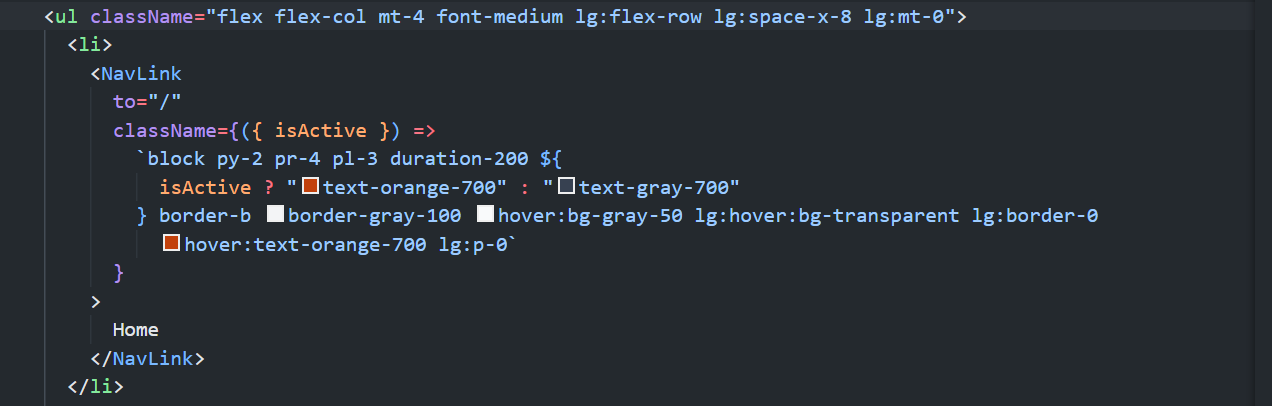 <ul className="flex flex-col mt-4 font-medium lg:flex-row lg:space-x-8 lg:mt-0">
<li>
<NavLink
to="/"
className={({ isActive }) =>
`block py-2 pr-4 pl-3 duration-200 ${
isActive ? "text-orange-700" : "text-gray-700"
} border-b border-gray-100 hover:bg-gray-50 lg:hover:bg-transparent lg:border-0
hover:text-orange-700 lg:p-0`
}
>
Home
</NavLink>
</li>